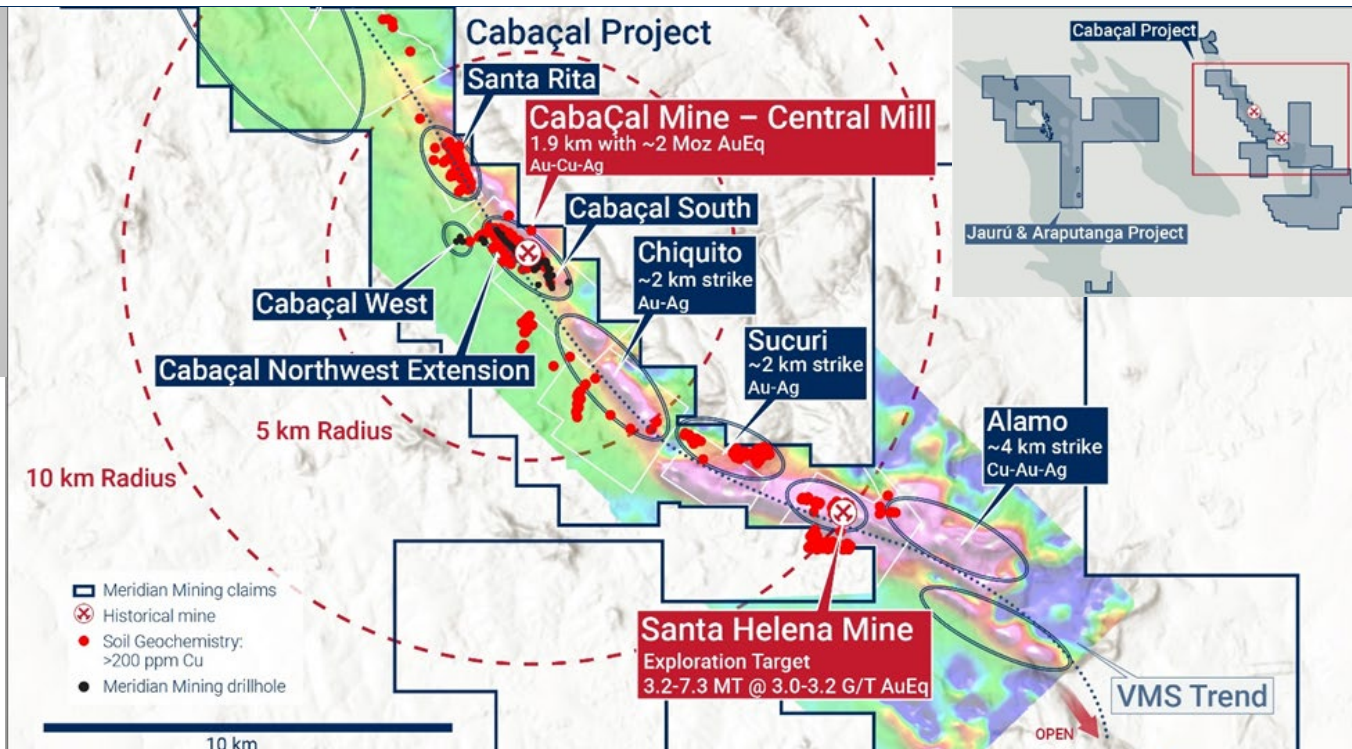 Cabaçal Project
Santa Rita
CabaÇal Mine – Central Mill
1.9 km with ~2 Moz AuEq
Au-Cu-Ag
Cabaçal South
Chiquito
~2 km strike
Au-Ag
Cabaçal West
Cabaçal Northwest Extension
Sucuri
~2 km strike
Au-Ag
5 km Radius
10 km Radius
Alamo
~4 km strike
Cu-Au-Ag
Santa Helena Mine
Exploration Target
3.2-7.3 MT @ 3.0-3.2 G/T AuEq
VMS Trend
OPEN
Meridian Mining claims
Historical mine
Soil Geochemistry:
>200 ppm Cu
Meridian Mining drillhole
10 km
Cabaçal Project
Jaurú & Araputanga Project